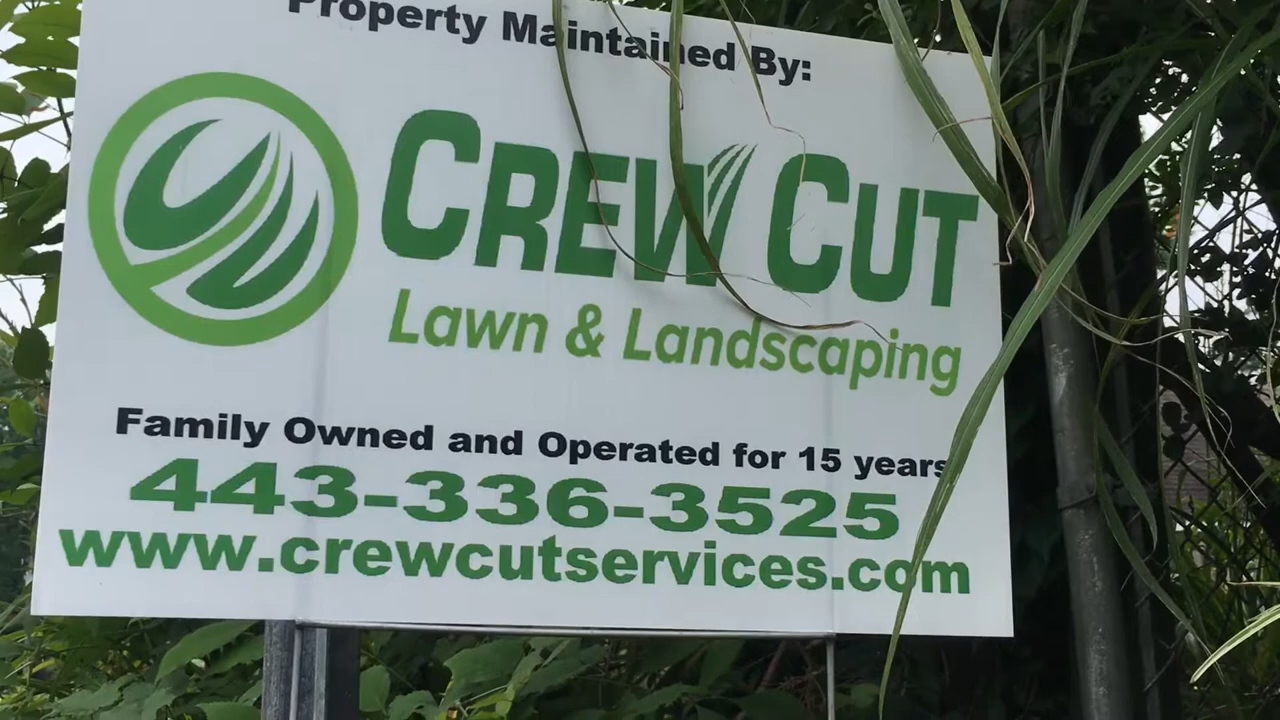 Property Maintained By:
CREW CUT
Lawn & Landscaping
Family Owned and Operated for 15 years
443-336-3525
www.crewcutservices.com